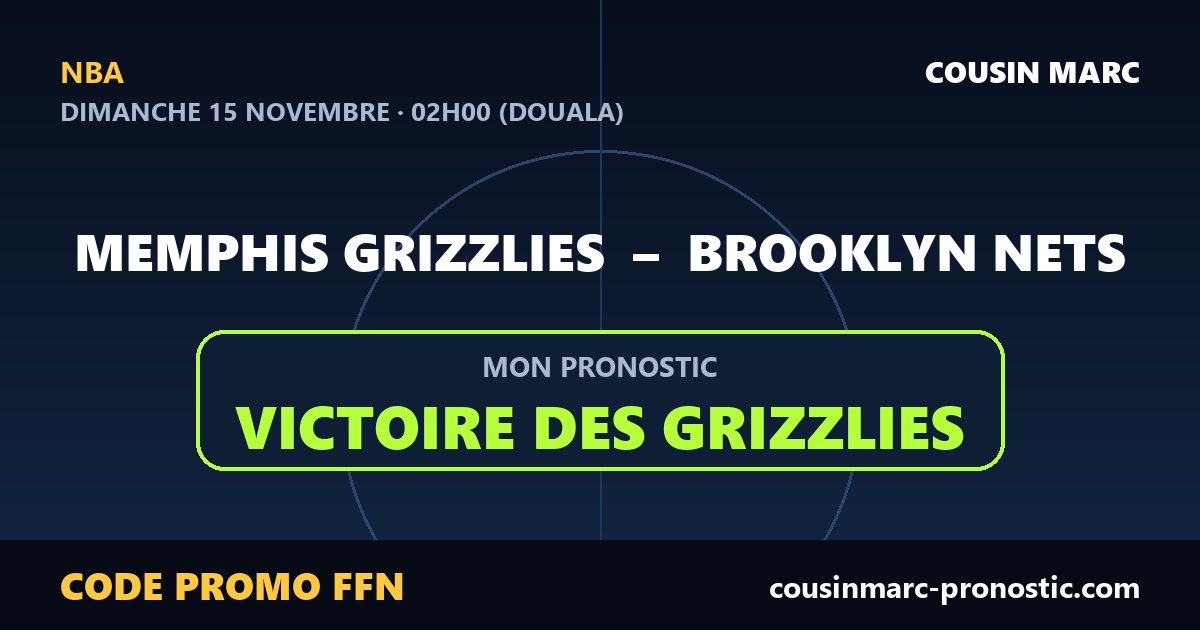 NBA
COUSIN MARC
DIMANCHE 15 NOVEMBRE · 02H00 (DOUALA)
MEMPHIS GRIZZLIES – BROOKLYN NETS
MON PRONOSTIC
VICTOIRE DES GRIZZLIES
CODE PROMO FFN
cousinmarc-pronostic.com